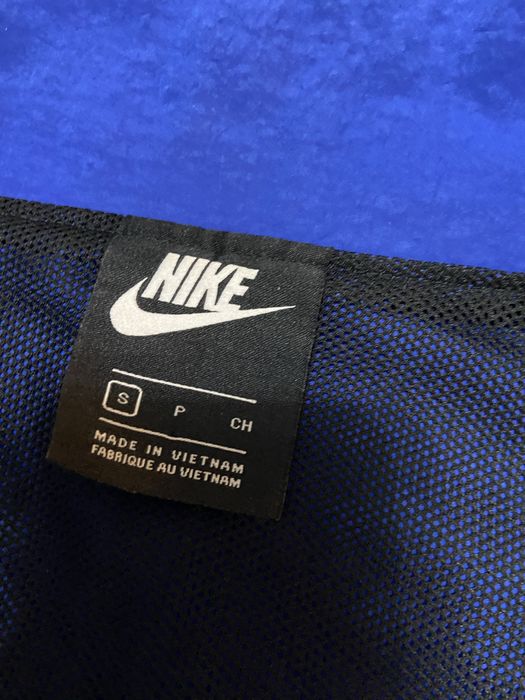 NIKE
S P CH
MADE IN VIETNAM
FABRIQUE AU VIETNAM